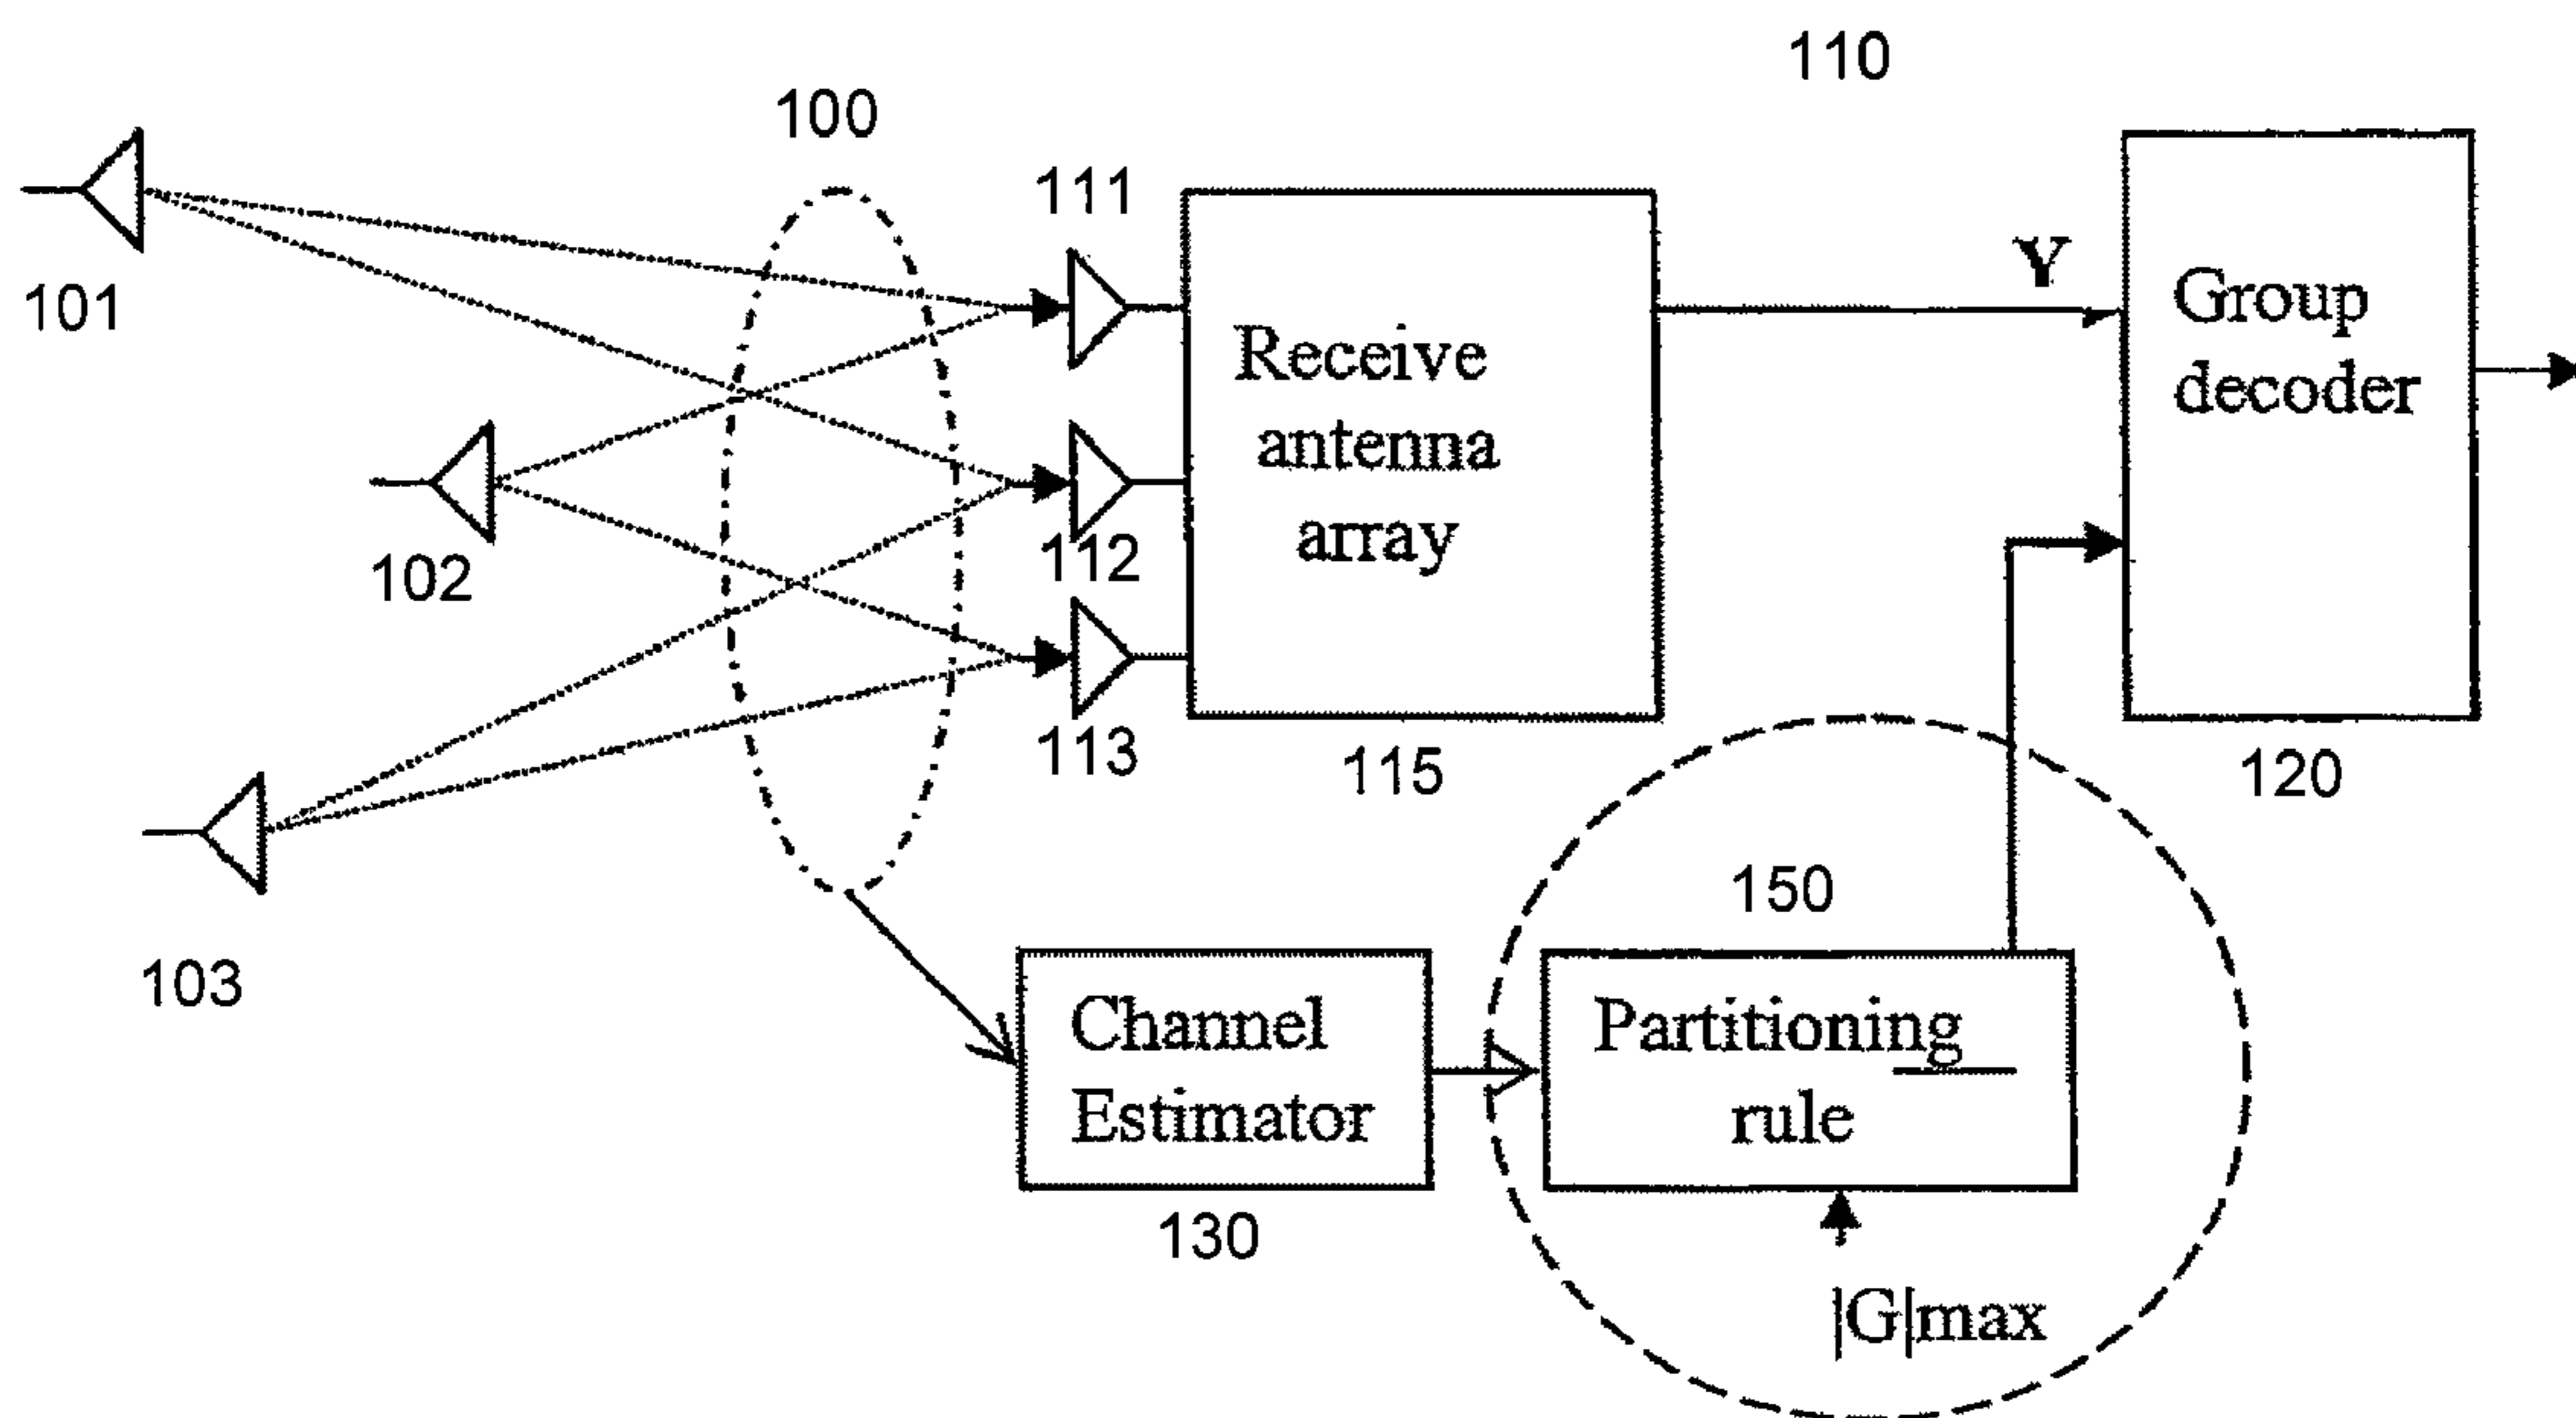 110
100
111
101
Y
Group
decoder
Receive
antenna
array
112
102
113
115
120
150
103
Channel
Estimator
Partitioning
rule
130
|G|max